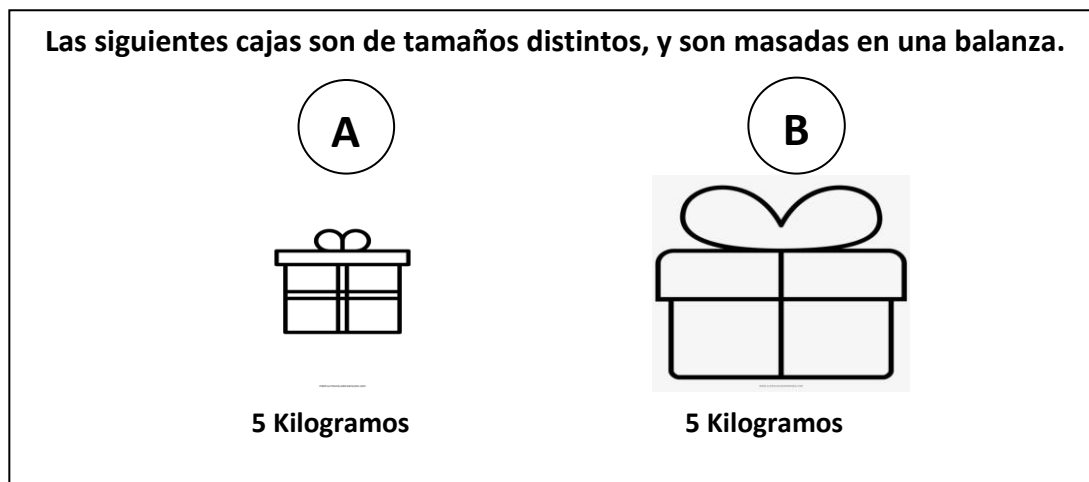 Las siguientes cajas son de tamaños distintos, y son masadas en una balanza.
A
B
5 Kilogramos
5 Kilogramos